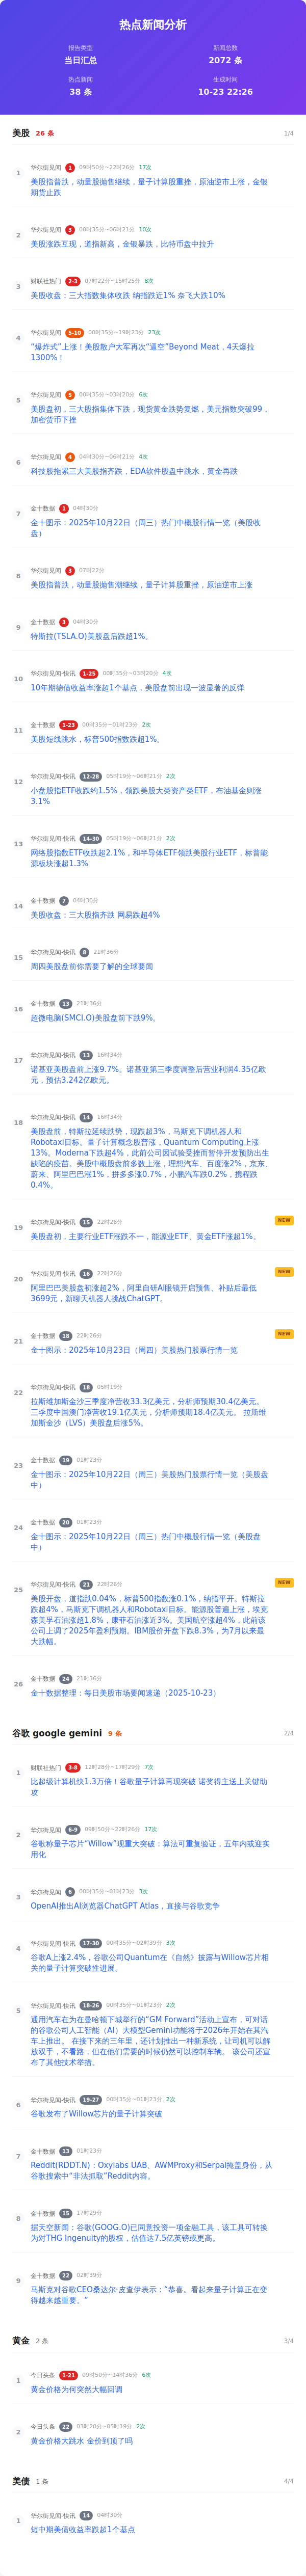 热点新闻分析
报告类型
当日汇总
新闻总数
2072 条
热点新闻
38 条
生成时间
10-23 22:26
美股 26 条 1/4
1 华尔街见闻 1 09时50分~22时26分 17次
美股指普跌，动量股抛售继续，量子计算股重挫，原油逆市上涨，金银
期货止跌
2 华尔街见闻 3 00时35分~06时21分 10次
美股涨跌互现，道指新高，金银暴跌，比特币盘中拉升
3 财联社热门 2-3 07时22分~15时25分 8次
美股收盘：三大指数集体收跌 纳指跌近1% 奈飞大跌10%
4 华尔街见闻 5-10 00时35分~19时23分 23次
“爆炸式”上涨！美股散户大军再次“逼空”Beyond Meat，4天爆拉
1300%！
5 华尔街见闻 5 00时35分~03时20分 6次
美股盘初，三大股指集体下跌，现货黄金跌势复燃，美元指数突破99，
加密货币下挫
6 华尔街见闻 4 04时30分~06时21分 4次
科技股拖累三大美股指齐跌，EDA软件股盘中跳水，黄金再跌
7 金十数据 1 04时30分
金十图示：2025年10月22日（周三）热门中概股行情一览（美股收
盘）
8 华尔街见闻 3 07时22分
美股指普跌，动量股抛售潮继续，量子计算股重挫，原油逆市上涨
9 金十数据 3 04时30分
特斯拉(TSLA.O)美股盘后跌超1%。
10 华尔街见闻-快讯 1-25 00时35分~03时20分 4次
10年期德债收益率涨超1个基点，美股盘前出现一波显著的反弹
11 金十数据 1-23 00时35分~01时23分 2次
美股短线跳水，标普500指数跌超1%。
12 华尔街见闻-快讯 12-28 05时19分~06时21分 2次
小盘股指ETF收跌约1.5%，领跌美股大类资产类ETF，布油基金则涨
3.1%
13 华尔街见闻-快讯 14-30 05时19分~06时21分 2次
网络股指数ETF收跌超2.1%，和半导体ETF领跌美股行业ETF，标普能
源板块涨超1.3%
14 金十数据 7 04时30分
美股收盘：三大股指齐跌 网易跌超4%
15 华尔街见闻-快讯 8 21时36分
周四美股盘前你需要了解的全球要闻
16 金十数据 13 21时36分
超微电脑(SMCI.O)美股盘前下跌9%。
17 华尔街见闻-快讯 13 16时34分
诺基亚美股盘前上涨9.7%。诺基亚第三季度调整后营业利润4.35亿欧
元，预估3.242亿欧元。
18 华尔街见闻-快讯 14 16时34分
美股盘前，特斯拉延续跌势，现跌超3%，马斯克下调机器人和
Robotaxi目标。量子计算概念股普涨，Quantum Computing上涨
13%。Moderna下跌超4%，此前公司因试验受挫而暂停开发预防出生
缺陷的疫苗。美股中概股盘前多数上涨，理想汽车、百度涨2%，京东、
蔚来、阿里巴巴涨1%，拼多多涨0.7%，小鹏汽车跌0.2%，携程跌
0.4%。
19 华尔街见闻-快讯 15 22时26分 NEW
美股盘初，主要行业ETF涨跌不一，能源业ETF、黄金ETF涨超1%。
20 华尔街见闻-快讯 16 22时26分 NEW
阿里巴巴美股盘初涨超2%，阿里自研AI眼镜开启预售、补贴后最低
3699元，新聊天机器人挑战ChatGPT。
21 金十数据 18 22时26分 NEW
金十图示：2025年10月23日（周四）美股热门股票行情一览
22 华尔街见闻-快讯 18 05时19分
拉斯维加斯金沙三季度净营收33.3亿美元，分析师预期30.4亿美元。
三季度中国澳门净营收19.1亿美元，分析师预期18.4亿美元。 拉斯维
加斯金沙（LVS）美股盘后涨5%。
23 金十数据 19 01时23分
金十图示：2025年10月22日（周三）美股热门股票行情一览（美股盘
中）
24 金十数据 20 01时23分
金十图示：2025年10月22日（周三）热门中概股行情一览（美股盘
中）
25 华尔街见闻-快讯 21 22时26分 NEW
美股开盘，道指跌0.04%，标普500指数涨0.1%，纳指平开。特斯拉
跌超4%，马斯克下调机器人和Robotaxi目标。能源股普遍上涨，埃克
森美孚石油涨超1.8%，康菲石油涨近3%。美国航空涨超4%，此前该
公司上调了2025年盈利预期。IBM股价开盘下跌8.3%，为7月以来最
大跌幅。
26 金十数据 24 21时36分
金十数据整理：每日美股市场要闻速递（2025-10-23）
谷歌 google gemini 9 条 2/4
1 财联社热门 3-8 12时28分~17时29分 7次
比超级计算机快1.3万倍！谷歌量子计算再现突破 诺奖得主送上关键助
攻
2 华尔街见闻 6-9 09时50分~22时26分 17次
谷歌称量子芯片“Willow”现重大突破：算法可重复验证，五年内或迎实
用化
3 华尔街见闻 6 00时35分~01时23分 3次
OpenAI推出AI浏览器ChatGPT Atlas，直接与谷歌竞争
4 华尔街见闻-快讯 17-30 00时35分~02时39分 3次
谷歌A上涨2.4%，谷歌公司Quantum在《自然》披露与Willow芯片相
关的量子计算突破性进展。
5 华尔街见闻-快讯 18-26 00时35分~01时23分 2次
通用汽车在为在曼哈顿下城举行的“GM Forward”活动上宣布，可对话
的谷歌公司人工智能（AI）大模型Gemini功能将于2026年开始在其汽
车上推出。 在接下来的三年里，还计划推出一种新系统，让司机可以解
放双手，不看路，但在他们需要的时候仍然可以控制车辆。 该公司还宣
布了其他技术举措。
6 华尔街见闻-快讯 19-27 00时35分~01时23分 2次
谷歌发布了Willow芯片的量子计算突破
7 金十数据 13 01时23分
Reddit(RDDT.N)：Oxylabs UAB、AWMProxy和Serpai掩盖身份，从
谷歌搜索中“非法抓取”Reddit内容。
8 金十数据 15 17时29分
据天空新闻：谷歌(GOOG.O)已同意投资一项金融工具，该工具可转换
为对THG Ingenuity的股权，估值达7.5亿英镑或更高。
9 金十数据 22 02时39分
马斯克对谷歌CEO桑达尔·皮查伊表示：“恭喜。看起来量子计算正在变
得越来越重要。”
黄金 2 条 3/4
1 今日头条 1-21 09时50分~14时36分 6次
黄金价格为何突然大幅回调
2 今日头条 22 03时20分~05时19分 2次
黄金价格大跳水 金价到顶了吗
美债 1 条 4/4
1 华尔街见闻-快讯 14 04时30分
短中期美债收益率跌超1个基点